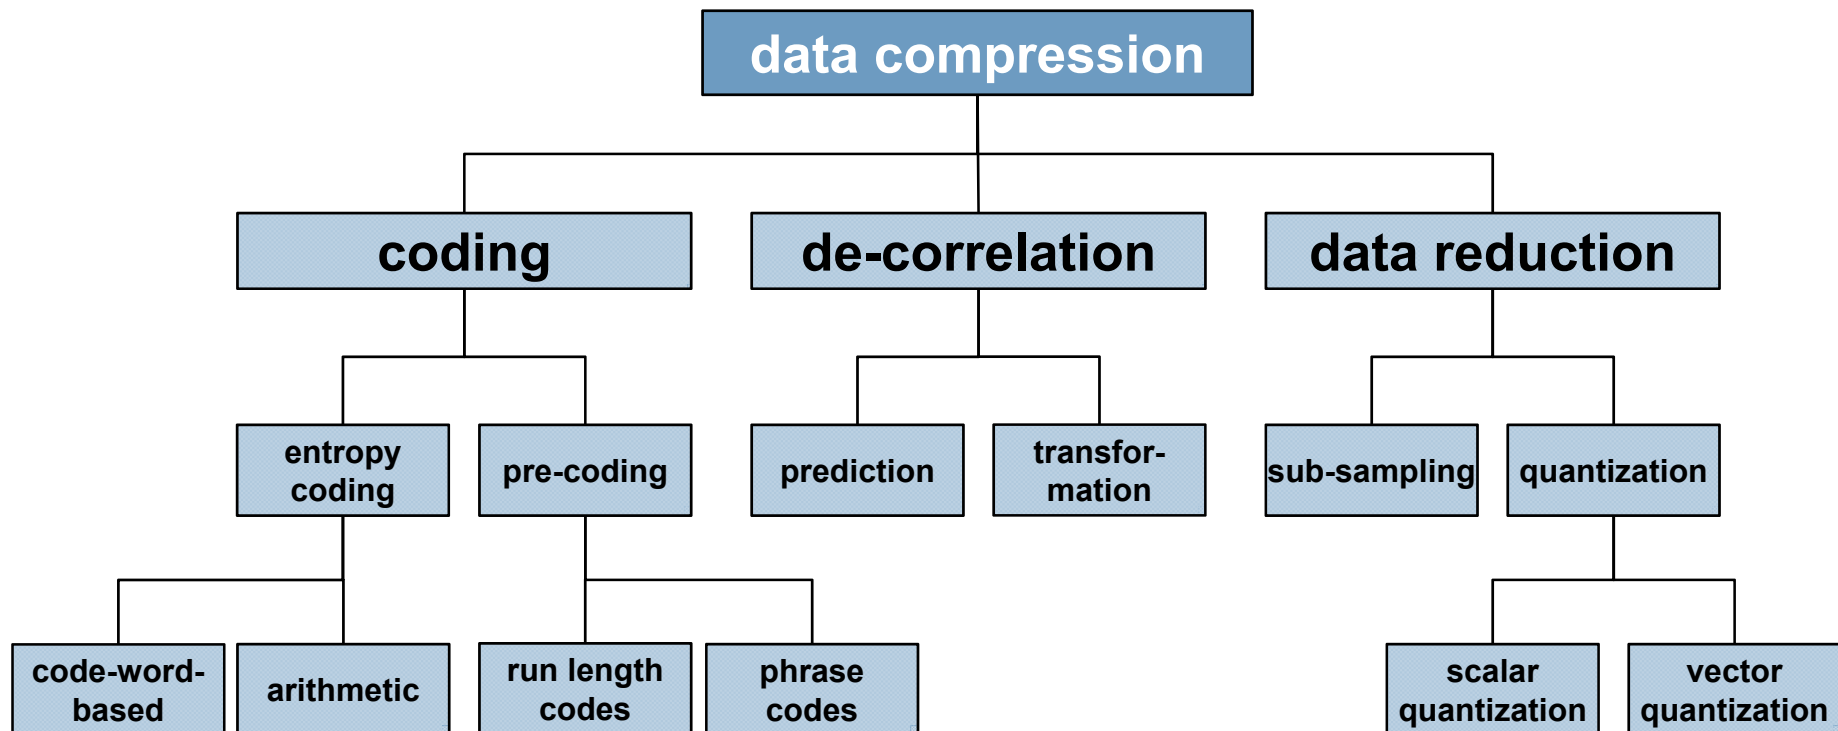 data compression
coding
de-correlation
data reduction
entropy
coding
pre-coding
prediction
transfor-
mation
sub-sampling
quantization
code-word-
based
arithmetic
run length
codes
phrase
codes
scalar
quantization
vector
quantization